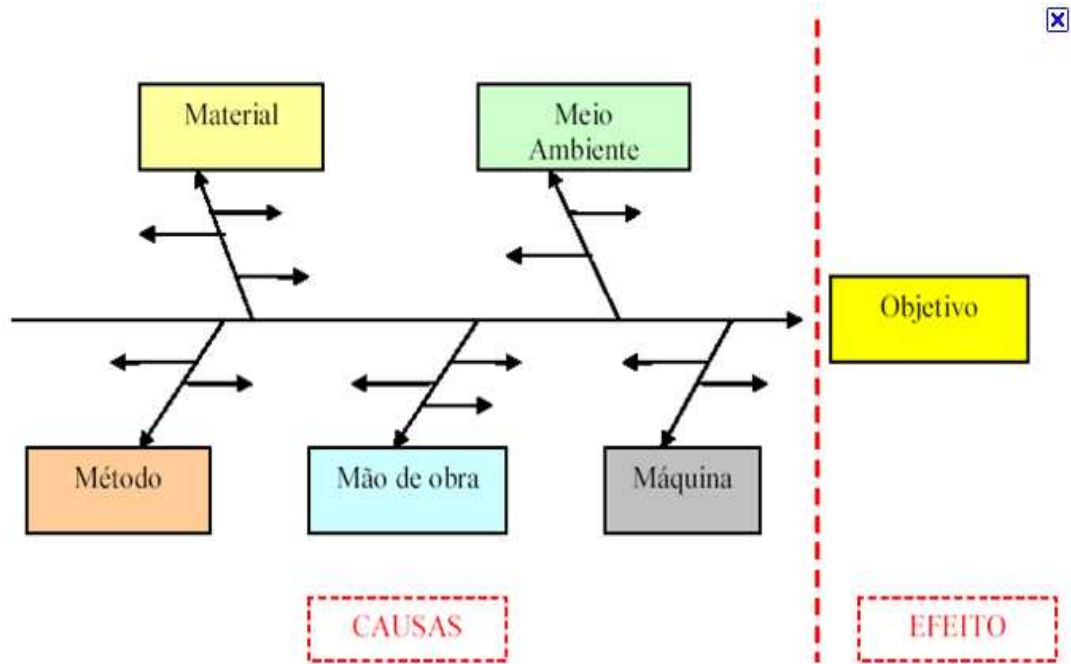 Material
Meio
Ambiente
Objetivo
Método
Mão de obra
Máquina
CAUSAS
EFEITO